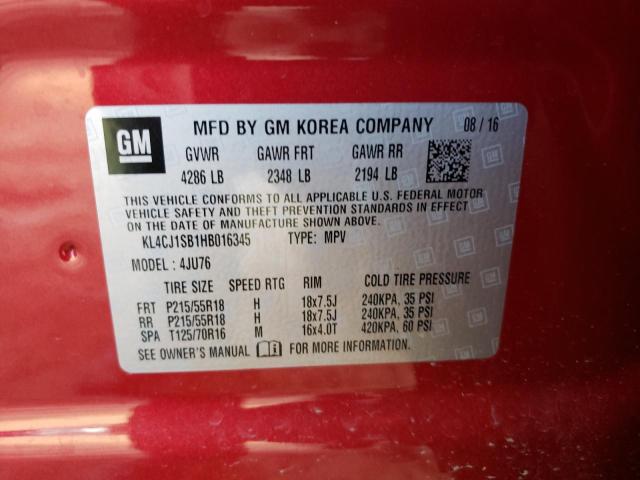 GM MFD BY GM KOREA COMPANY 08 / 16
GVWR GAWR FRT GAWR RR
4286 LB 2348 LB 2194 LB
THIS VEHICLE CONFORMS TO ALL APPLICABLE U.S. FEDERAL MOTOR
VEHICLE SAFETY AND THEFT PREVENTION STANDARDS IN EFFECT
ON THE DATE OF MANUFACTURE SHOWN ABOVE.
KL4CJ1SB1HB016345 TYPE: MPV
MODEL : 4JU76
TIRE SIZE SPEED RTG RIM COLD TIRE PRESSURE
FRT P215/55R18 H 18x7.5J 240KPA, 35 PSI
RR P215/55R18 H 18x7.5J 240KPA, 35 PSI
SPA T125/70R16 M 16x4.0T 420KPA, 60 PSI
SEE OWNER'S MANUAL FOR MORE INFORMATION.